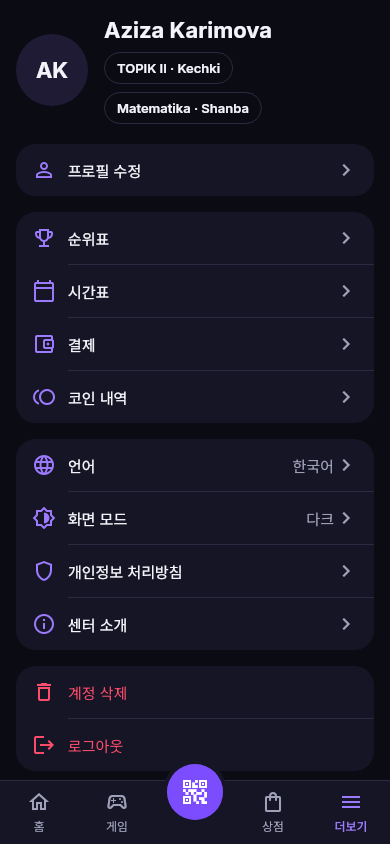 Aziza Karimova
AK
TOPIK II · Kechki
Matematika · Shanba
프로필 수정
순위표
시간표
결제
코인 내역
언어 한국어
화면 모드 다크
개인정보 처리방침
센터 소개
계정 삭제
로그아웃
홈 게임 상점 더보기